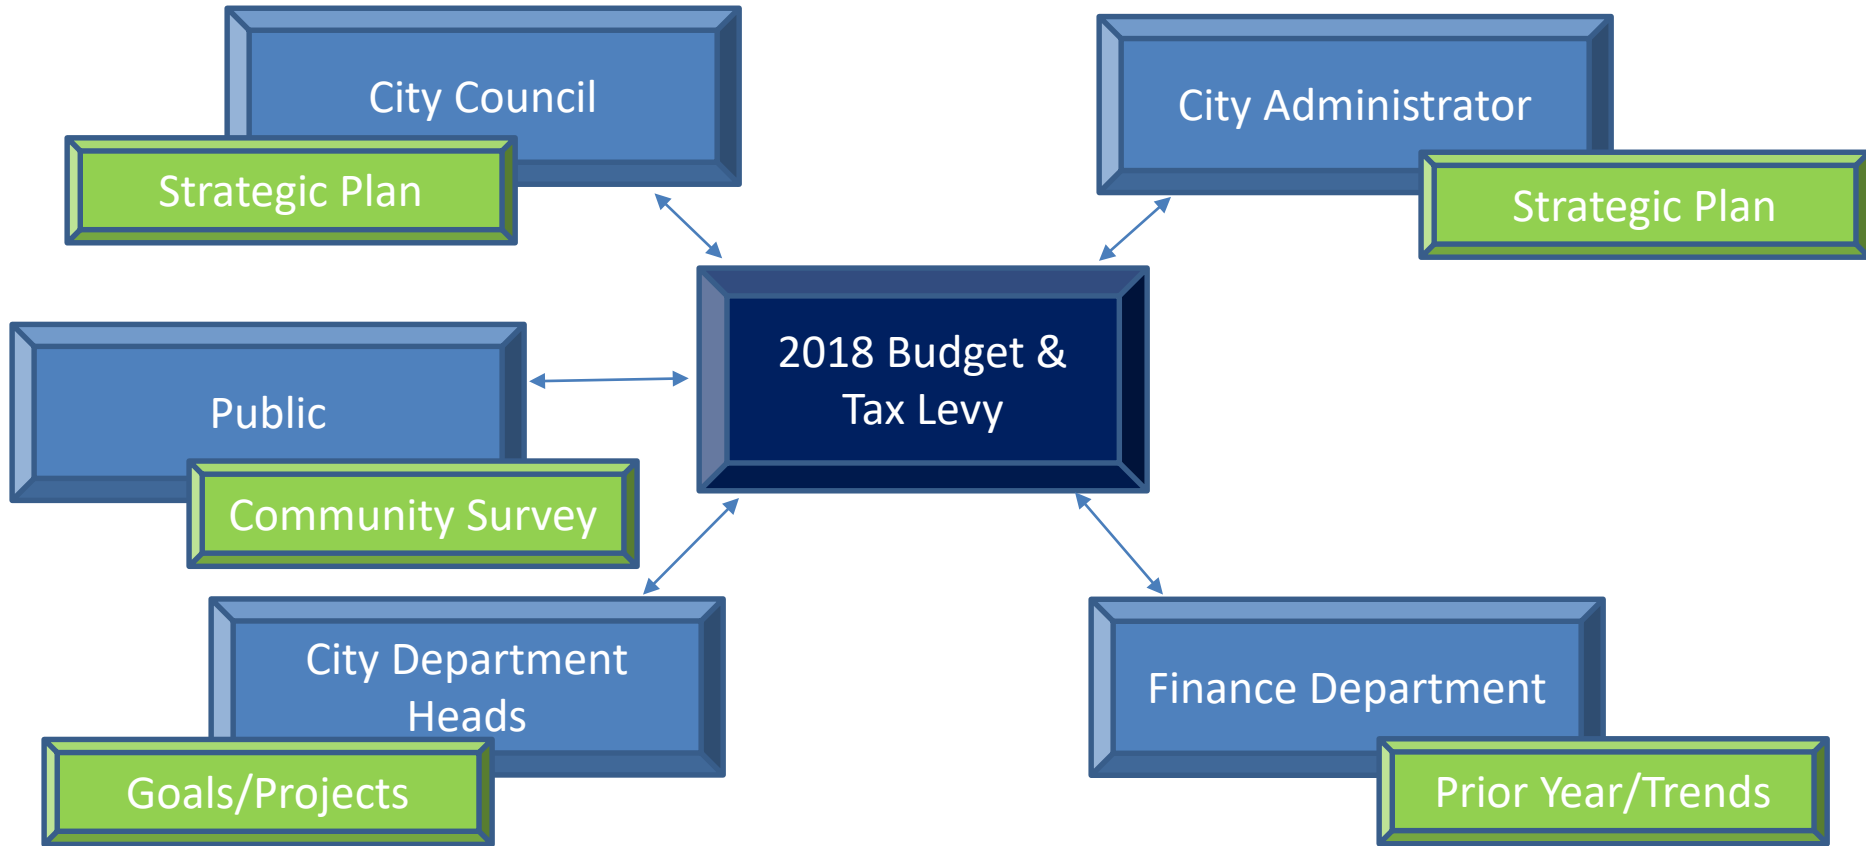 City Council
Strategic Plan
City Administrator
Strategic Plan
2018 Budget &
Tax Levy
Public
Community Survey
City Department
Heads
Goals/Projects
Finance Department
Prior Year/Trends